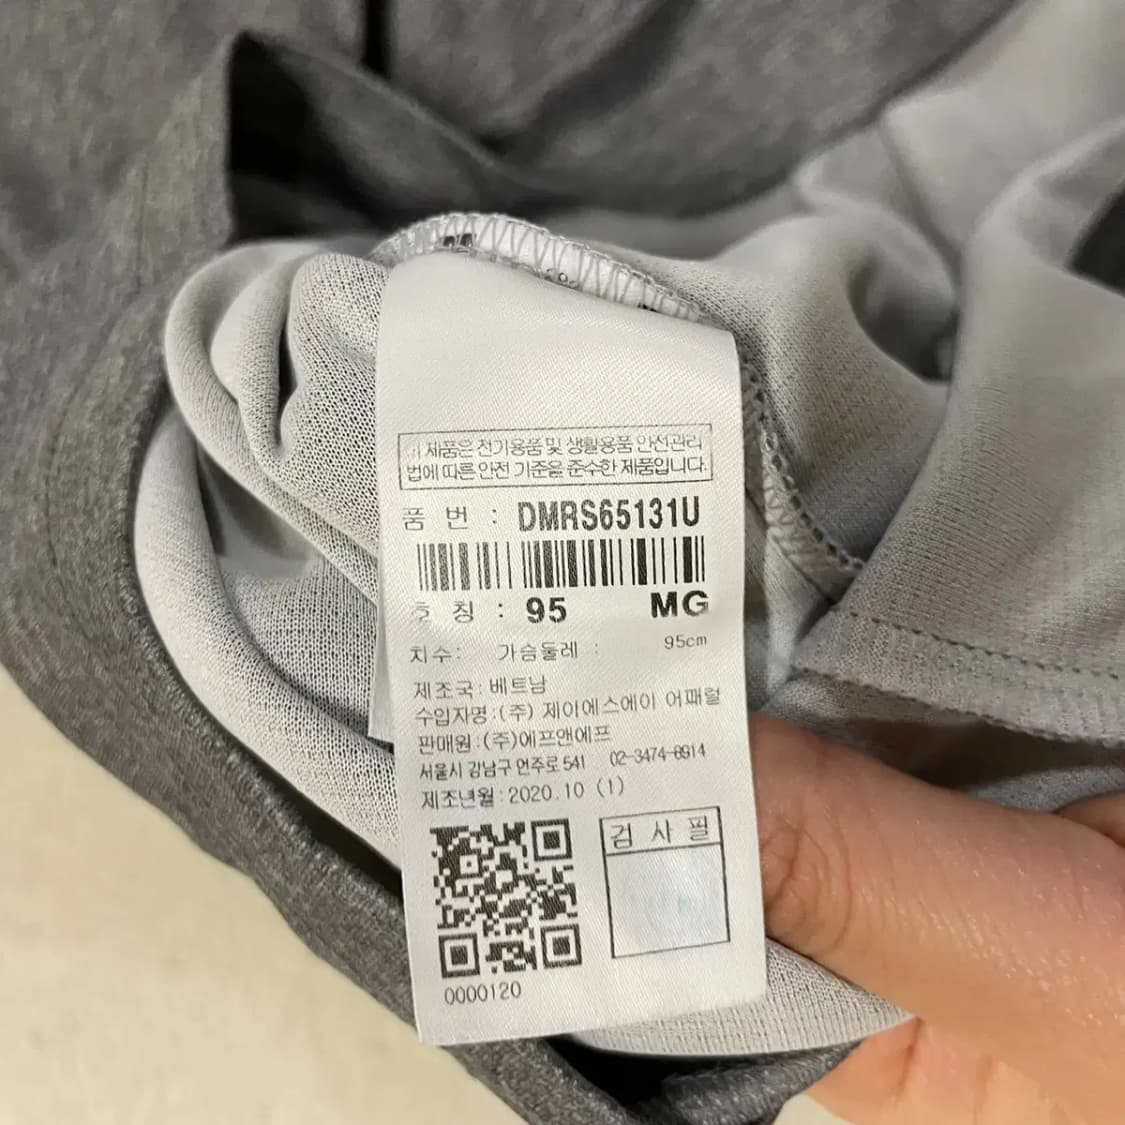 이 제품은 전기용품 및 생활용품 안전관리
법에 따른 안전 기준을 준수한 제품입니다.
품 번 : DMRS65131U
호 칭 : 95 MG
치수: 가슴둘레 : 95cm
제조국: 베트남
수입자명:(주) 제이에스에이 어패럴
판매원:(주)에프앤에프
서울시 강남구 언주로 541 02-3474-8914
제조년월:2020.10 (1)
검 사 필
0000120